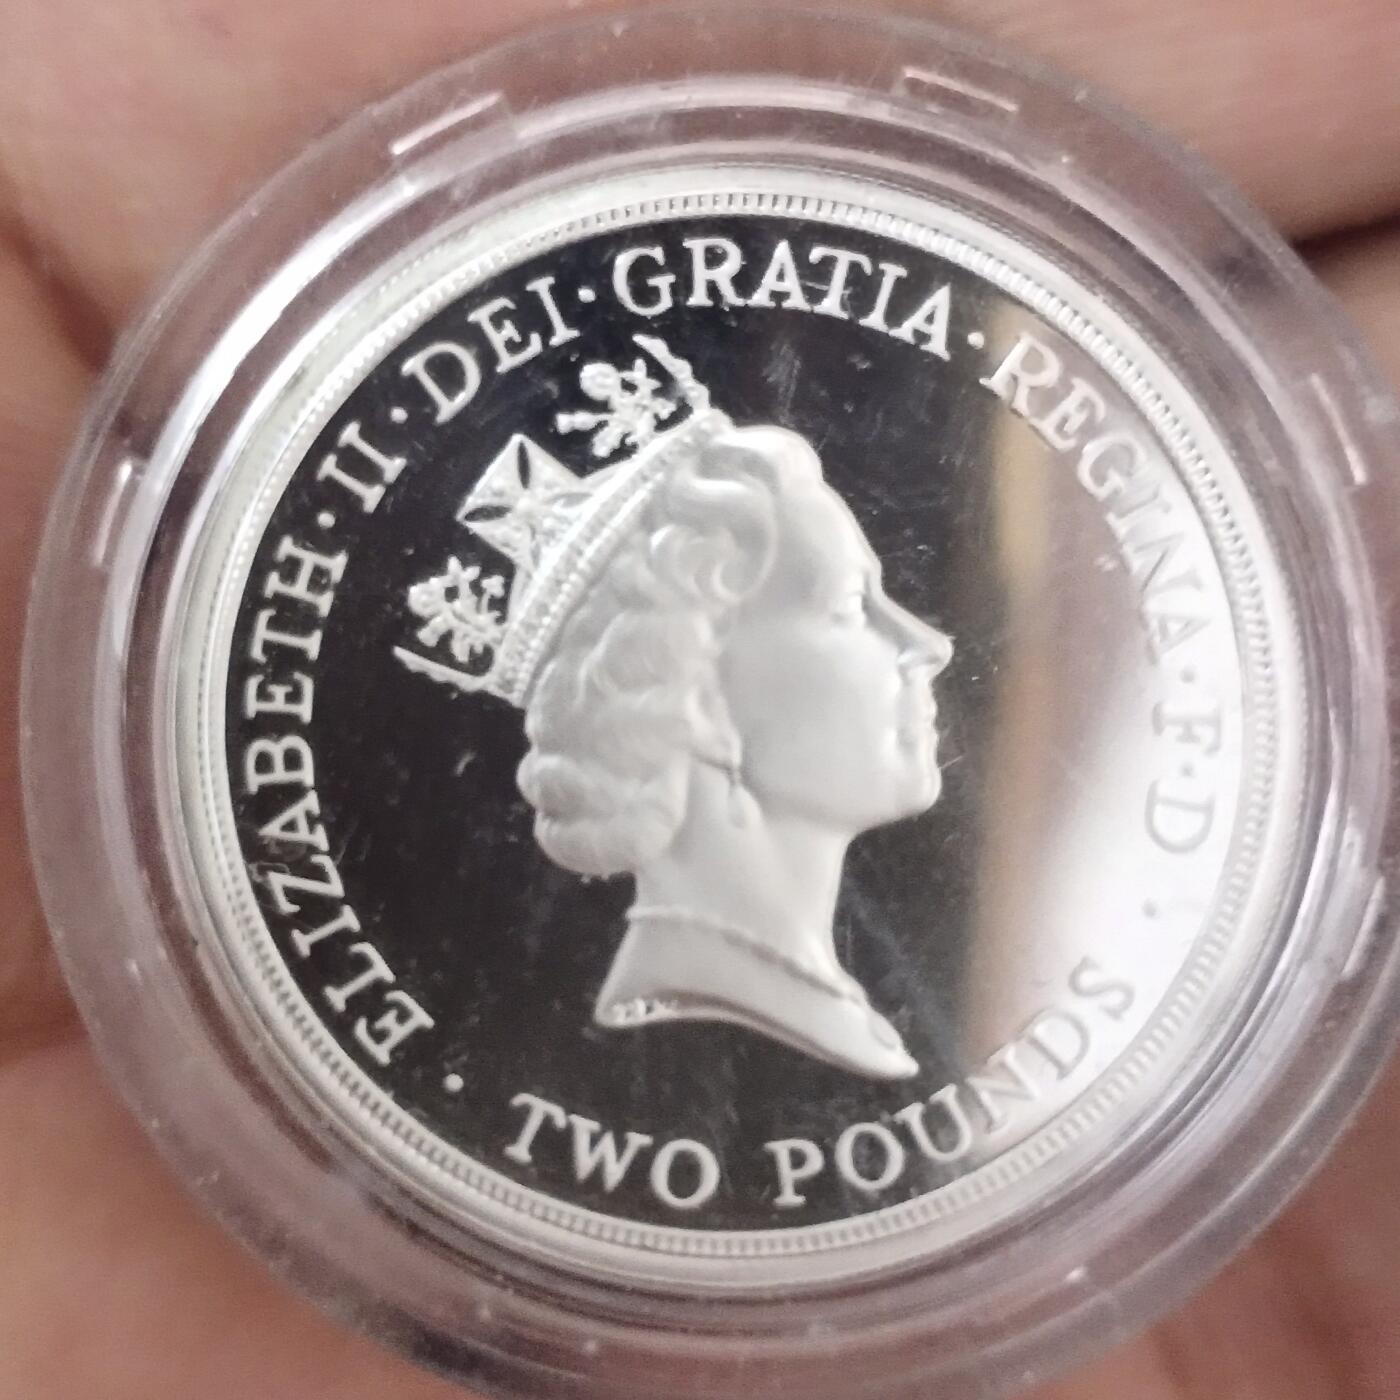 ELIZABETH·II·DEI·GRATIA·REGINA·F·D·
TWO POUNDS·